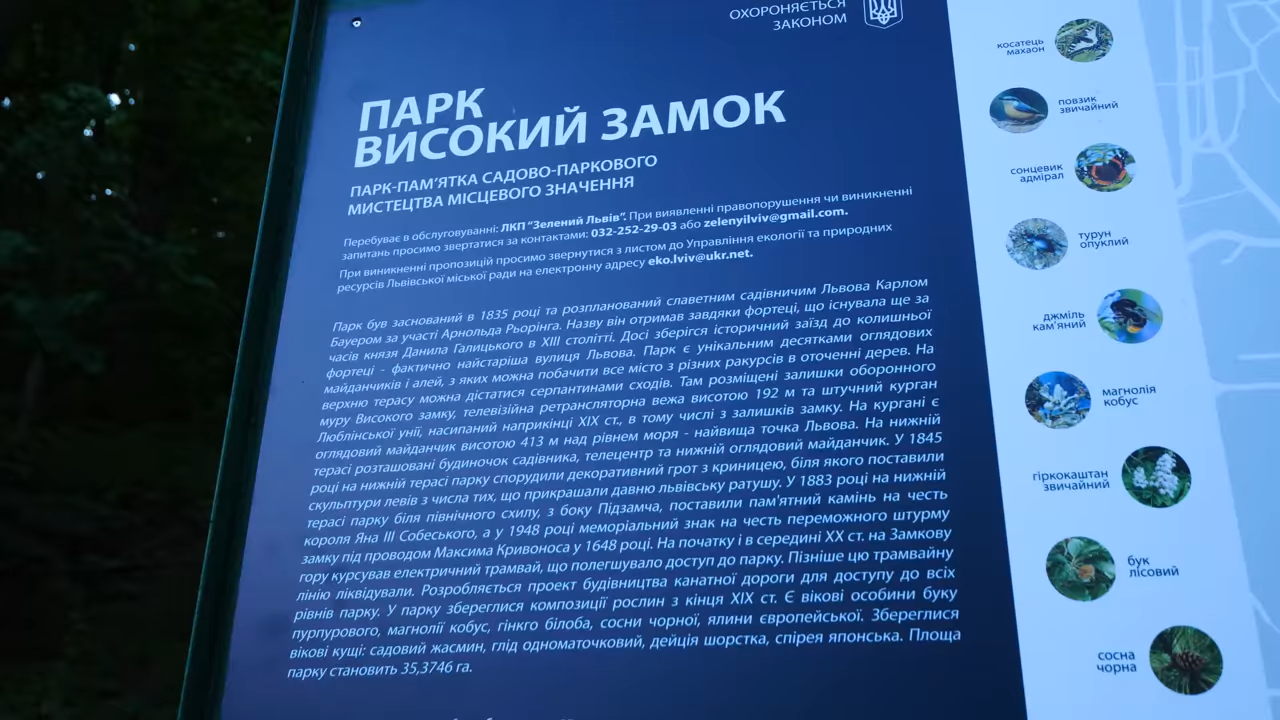 ОХОРОНЯЄТЬСЯ
ЗАКОНОМ
ПАРК
ВИСОКИЙ ЗАМОК
ПАРК-ПАМ’ЯТКА САДОВО-ПАРКОВОГО
МИСТЕЦТВА МІСЦЕВОГО ЗНАЧЕННЯ
Перебуває в обслуговуванні: ЛКП “Зелений Львів”. При виявленні правопорушення чи виникненні
запитань просимо звертатися за контактами: 032-252-29-03 або zelenyilviv@gmail.com.
При виникненні пропозицій просимо звернутися з листом до Управління екології та природних
ресурсів Львівської міської ради на електронну адресу eko.lviv@ukr.net.
Парк був заснований в 1835 році та розпланований славетним садівничим Львова Карлом
Бауером за участі Арнольда Рьорінга. Назву він отримав завдяки фортеці, що існувала ще за
часів князя Данила Галицького в XIII столітті. Досі зберігся історичний заїзд до колишньої
фортеці - фактично найстаріша вулиця Львова. Парк є унікальним десятками оглядових
майданчиків і алей, з яких можна побачити все місто з різних ракурсів в оточенні дерев. На
верхню терасу можна дістатися серпантинами сходів. Там розміщені залишки оборонного
муру Високого замку, телевізійна ретрансляторна вежа висотою 192 м та штучний курган
Люблінської унії, насипаний наприкінці XIX ст., в тому числі з залишків замку. На кургані є
оглядовий майданчик висотою 413 м над рівнем моря - найвища точка Львова. На нижній
терасі розташовані будиночок садівника, телецентр та нижній оглядовий майданчик. У 1845
році на нижній терасі парку спорудили декоративний грот з криницею, біля якого поставили
скульптури левів з числа тих, що прикрашали давню львівську ратушу. У 1883 році на нижній
терасі парку біля північного схилу, з боку Підзамча, поставили пам'ятний камінь на честь
короля Яна III Собеського, а у 1948 році меморіальний знак на честь переможного штурму
замку під проводом Максима Кривоноса у 1648 році. На початку і в середині XX ст. на Замкову
гору курсував електричний трамвай, що полегшувало доступ до парку. Пізніше цю трамвайну
лінію ліквідували. Розробляється проект будівництва канатної дороги для доступу до всіх
рівнів парку. У парку збереглися композиції рослин з кінця XIX ст. Є вікові особини буку
пурпурового, магнолії кобус, гінкго білоба, сосни чорної, ялини європейської. Збереглися
вікові кущі: садовий жасмин, глід одноматочковий, дейція шорстка, спірея японська. Площа
парку становить 35,3746 га.
косатець
махаон
повзик
звичайний
сонцевик
адмірал
турун
опуклий
джміль
кам’яний
магнолія
кобус
гіркокаштан
звичайний
бук
лісовий
сосна
чорна